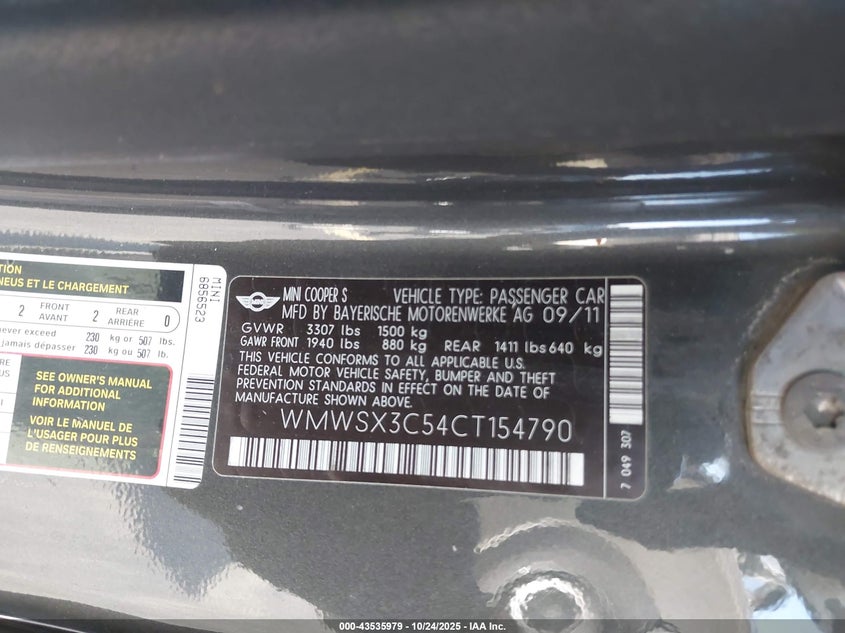 TION
NEUS ET LE CHARGEMENT
2 FRONT AVANT 2 REAR ARRIÈRE 0
never exceed 230 kg or 507 lbs.
jamais dépasser 230 kg ou 507 lb.
SEE OWNER'S MANUAL
FOR ADDITIONAL
INFORMATION
VOIR LE MANUEL DE
L'USAGER POUR PLUS
DE RENSEIGNEMENTS
MINI
6856523
MINI
MINI COOPER S VEHICLE TYPE: PASSENGER CAR
MFD BY BAYERISCHE MOTORENWERKE AG 09/11
GVWR 3307 lbs 1500 kg
GAWR FRONT 1940 lbs 880 kg REAR 1411 lbs 640 kg
THIS VEHICLE CONFORMS TO ALL APPLICABLE U.S.
FEDERAL MOTOR VEHICLE SAFETY, BUMPER AND THEFT
PREVENTION STANDARDS IN EFFECT ON THE DATE OF
MANUFACTURE SHOWN ABOVE.
WMWSX3C54CT154790
7 049 307
000-43535979 - 10/24/2025 - IAA Inc.